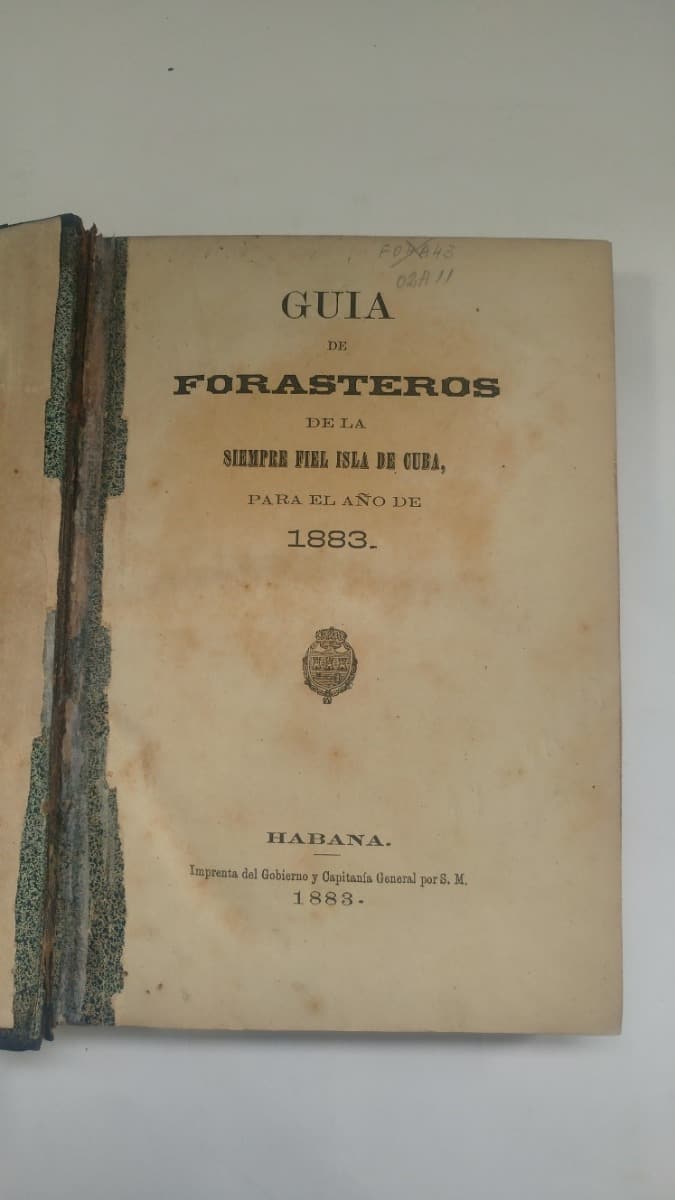 02A11
GUIA
DE
FORASTEROS
DE LA
SIEMPRE FIEL ISLA DE CUBA,
PARA EL AÑO DE
1883.
HABANA.
Imprenta del Gobierno y Capitanía General por S. M.
1883.